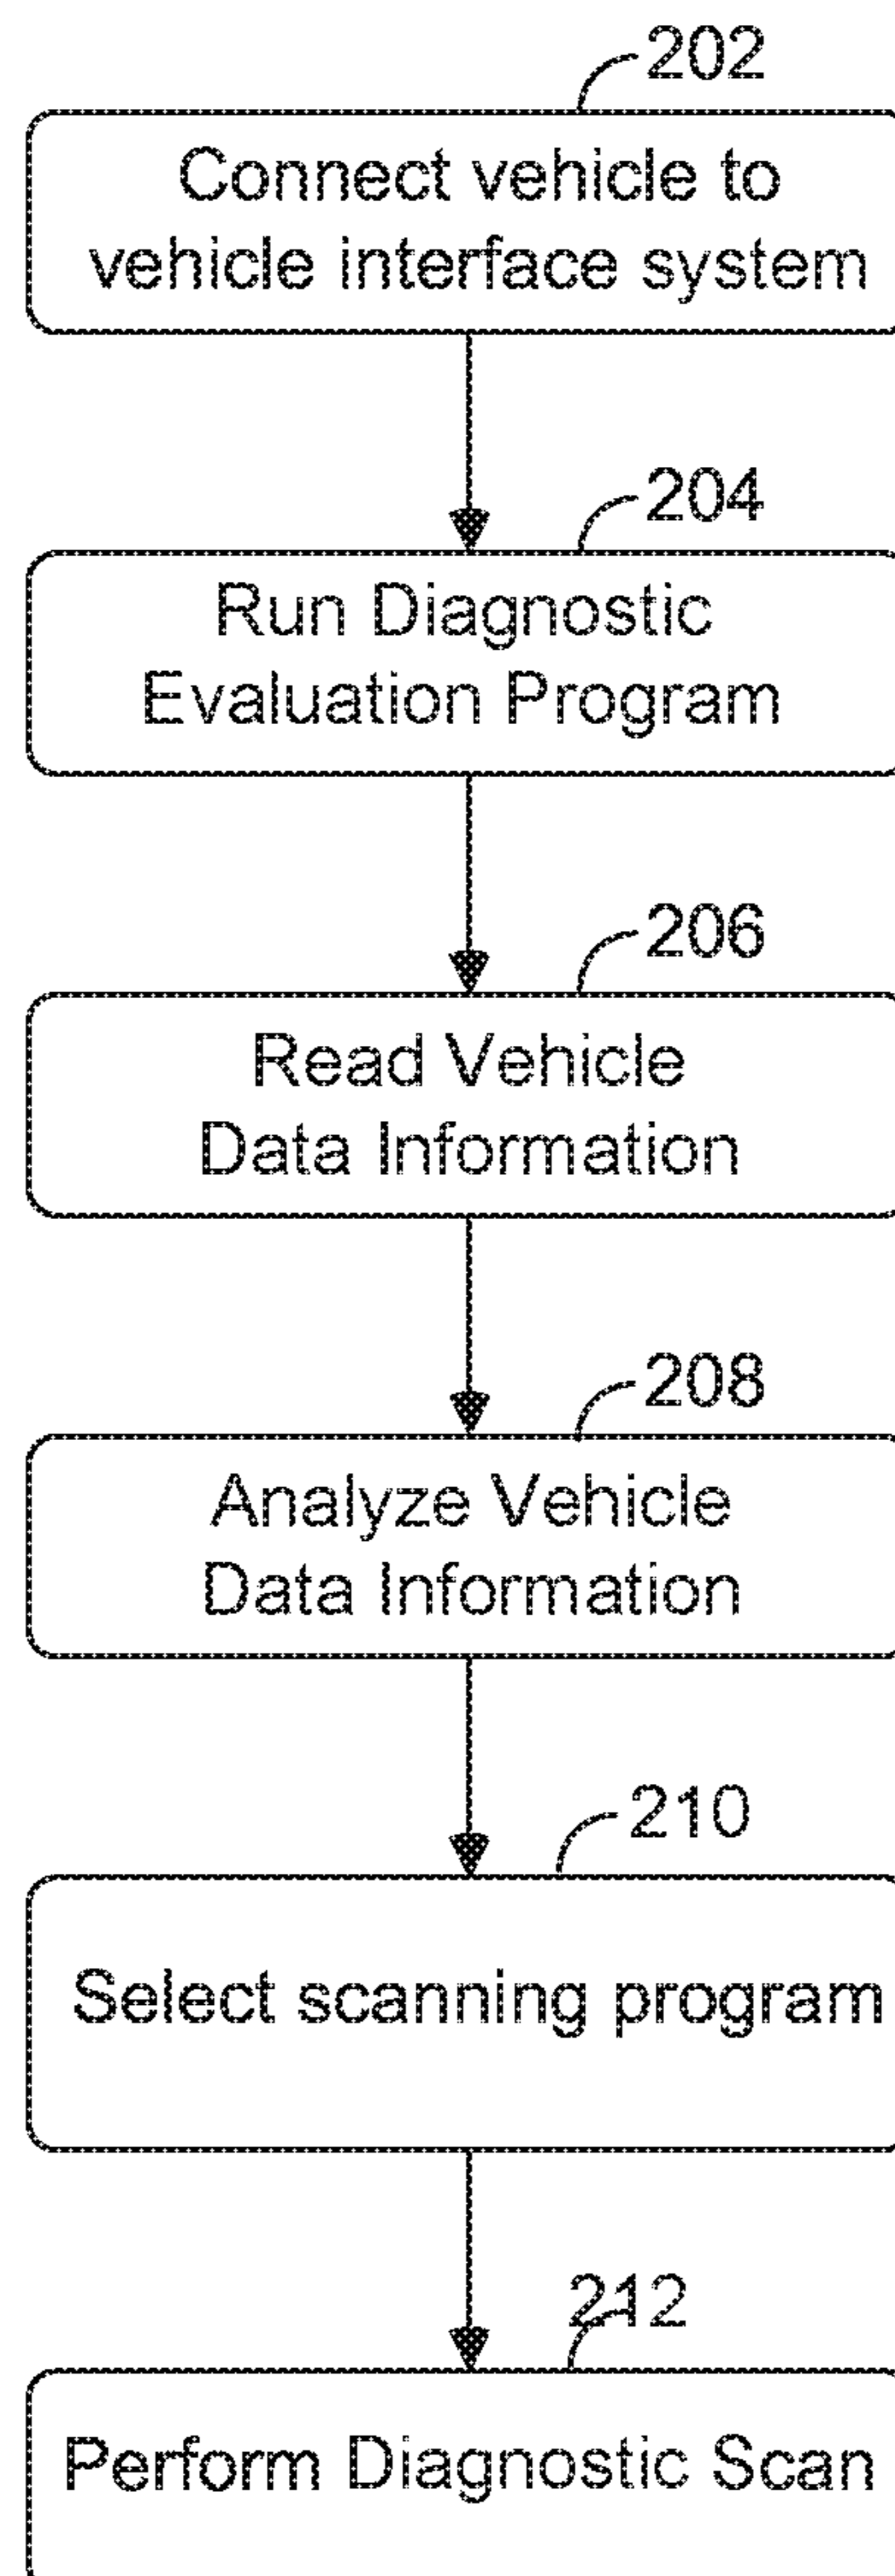 202
Connect vehicle to
vehicle interface system
204
Run Diagnostic
Evaluation Program
206
Read Vehicle
Data Information
208
Analyze Vehicle
Data Information
210
Select scanning program
212
Perform Diagnostic Scan